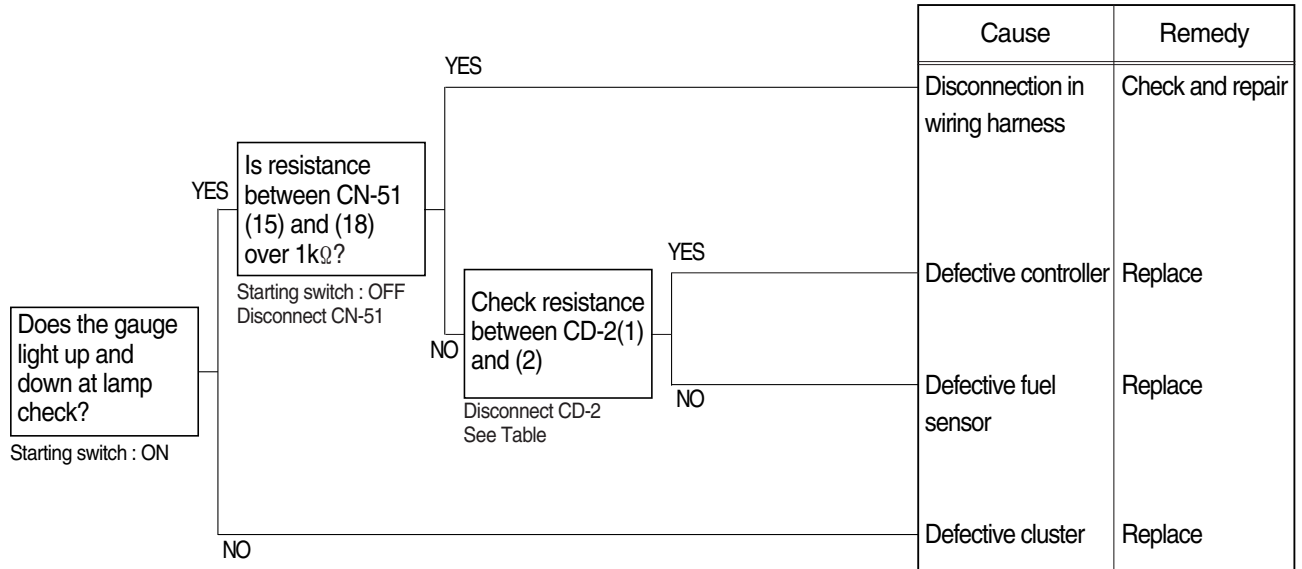 Cause
Remedy
YES
Disconnection in
wiring harness
Check and repair
YES
Is resistance
between CN-51
(15) and (18)
over 1kΩ?
Starting switch : OFF
Disconnect CN-51
YES
Defective controller
Replace
NO
Check resistance
between CD-2(1)
and (2)
Disconnect CD-2
See Table
NO
Defective fuel
sensor
Replace
Does the gauge
light up and
down at lamp
check?
Starting switch : ON
NO
Defective cluster
Replace